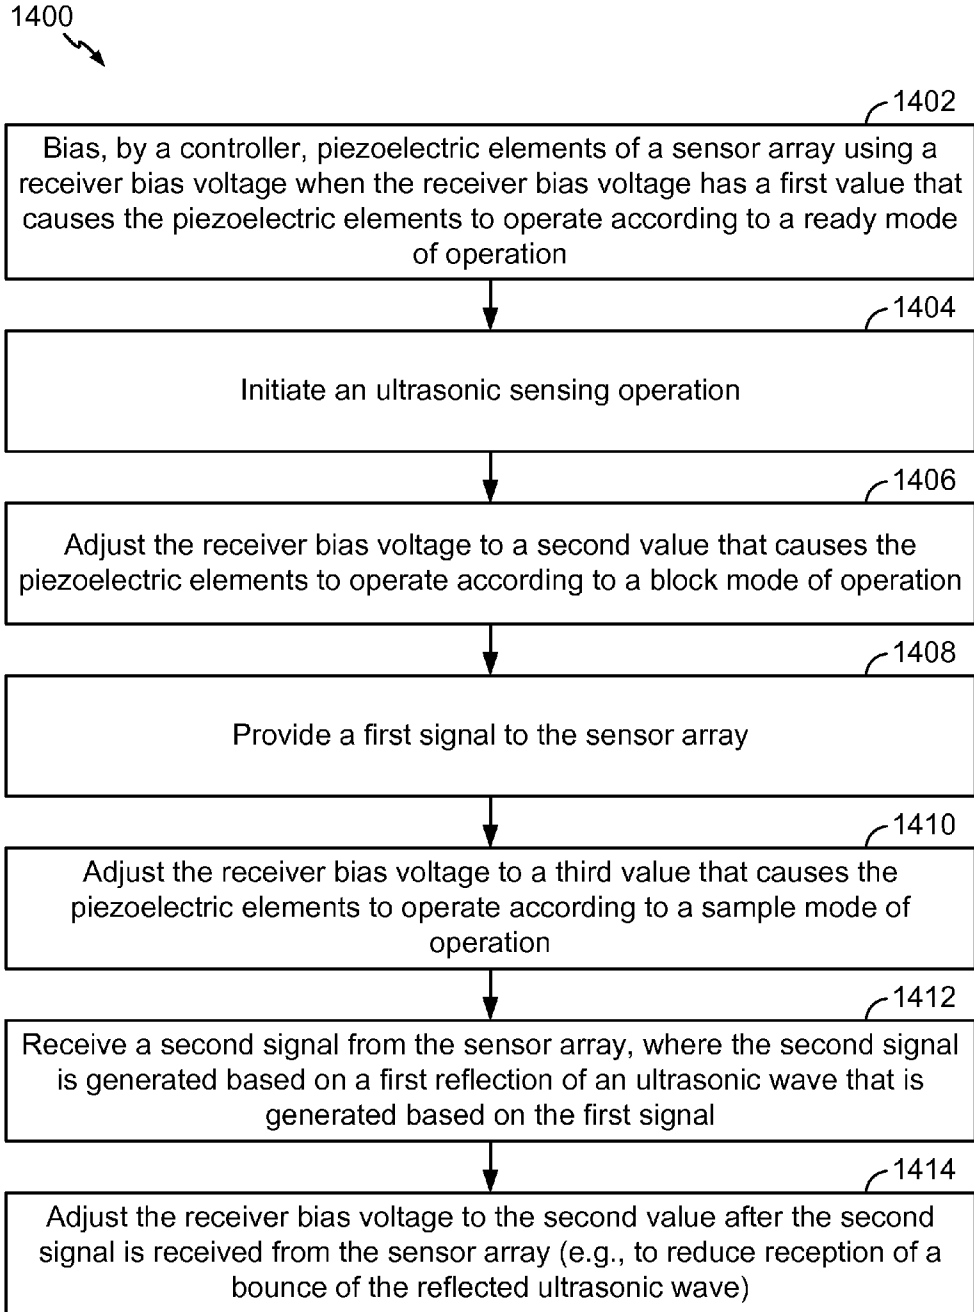 1400
1402
Bias, by a controller, piezoelectric elements of a sensor array using a
receiver bias voltage when the receiver bias voltage has a first value that
causes the piezoelectric elements to operate according to a ready mode
of operation
1404
Initiate an ultrasonic sensing operation
1406
Adjust the receiver bias voltage to a second value that causes the
piezoelectric elements to operate according to a block mode of operation
1408
Provide a first signal to the sensor array
1410
Adjust the receiver bias voltage to a third value that causes the
piezoelectric elements to operate according to a sample mode of
operation
1412
Receive a second signal from the sensor array, where the second signal
is generated based on a first reflection of an ultrasonic wave that is
generated based on the first signal
1414
Adjust the receiver bias voltage to the second value after the second
signal is received from the sensor array (e.g., to reduce reception of a
bounce of the reflected ultrasonic wave)